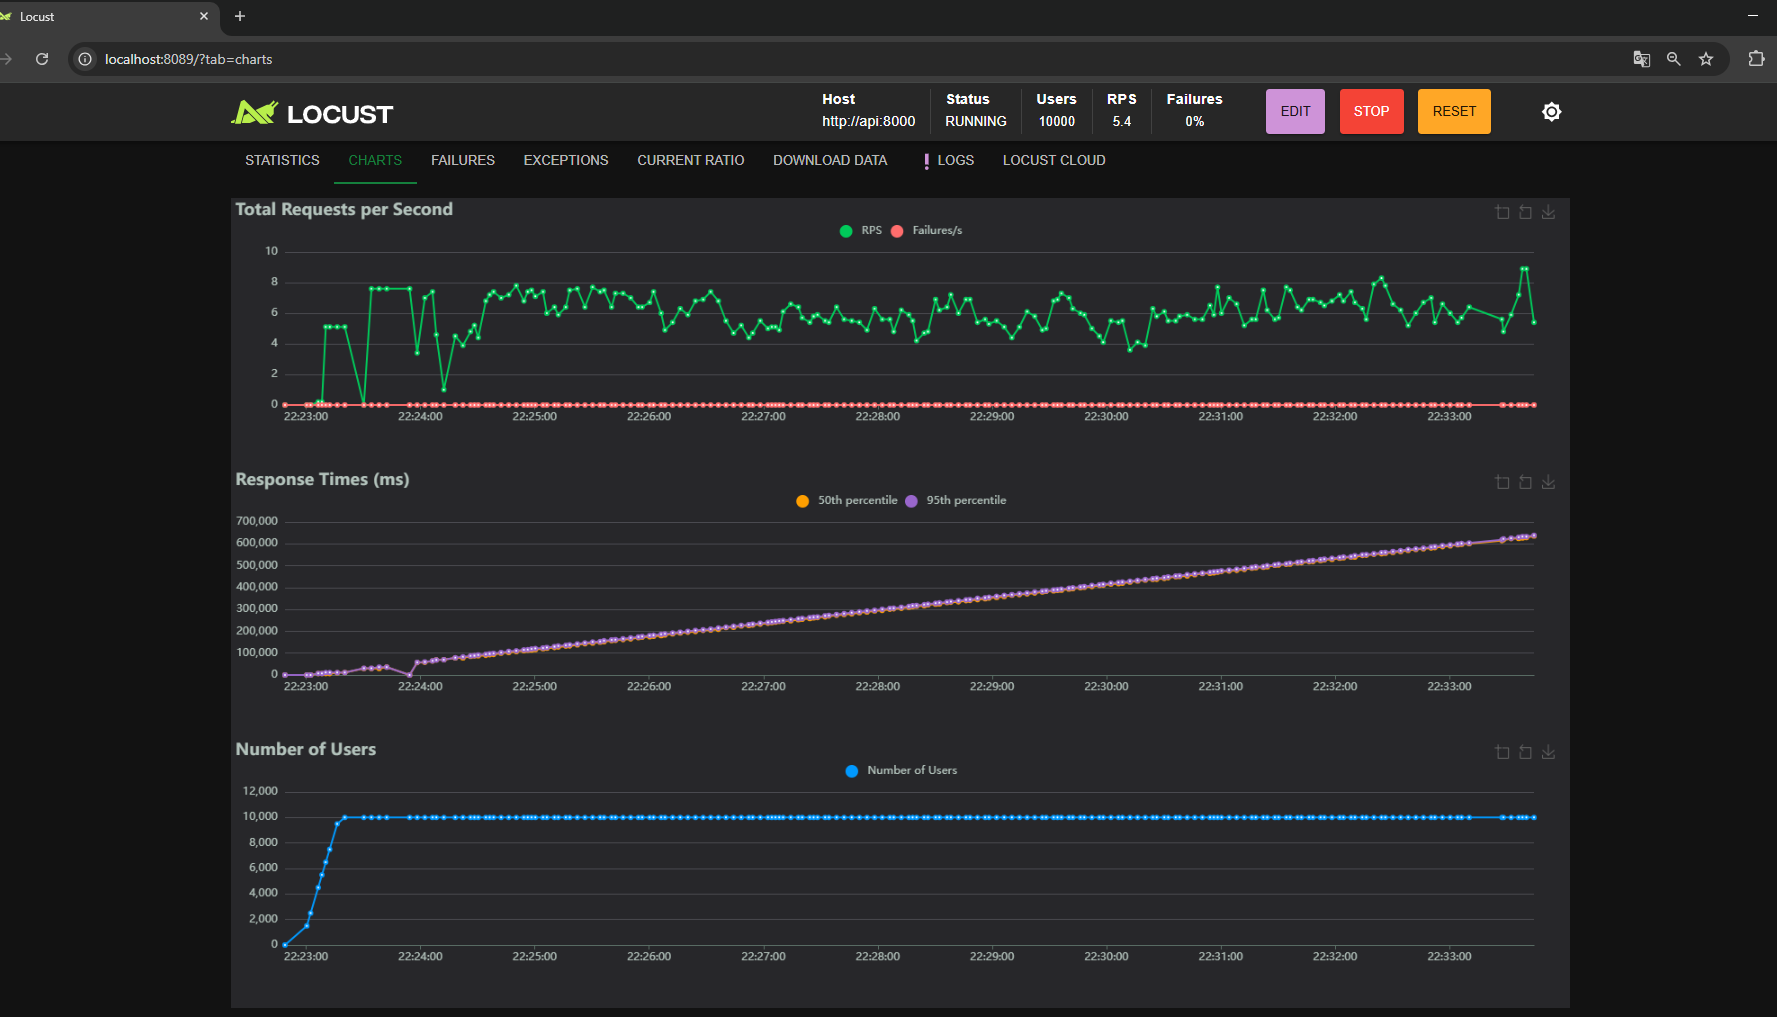 Locust
localhost:8089/?tab=charts
LOCUST
Host Status Users RPS Failures
http://api:8000 RUNNING 10000 5.4 0%
EDIT STOP RESET
STATISTICS CHARTS FAILURES EXCEPTIONS CURRENT RATIO DOWNLOAD DATA ! LOGS LOCUST CLOUD
Total Requests per Second
RPS Failures/s
10
8
6
4
2
0
22:23:00 22:24:00 22:25:00 22:26:00 22:27:00 22:28:00 22:29:00 22:30:00 22:31:00 22:32:00 22:33:00
Response Times (ms)
50th percentile 95th percentile
700,000
600,000
500,000
400,000
300,000
200,000
100,000
0
22:23:00 22:24:00 22:25:00 22:26:00 22:27:00 22:28:00 22:29:00 22:30:00 22:31:00 22:32:00 22:33:00
Number of Users
Number of Users
12,000
10,000
8,000
6,000
4,000
2,000
0
22:23:00 22:24:00 22:25:00 22:26:00 22:27:00 22:28:00 22:29:00 22:30:00 22:31:00 22:32:00 22:33:00